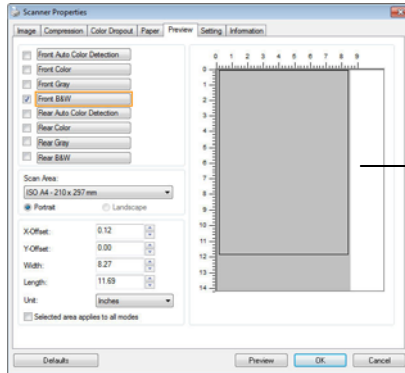 Scanner Properties
Image Compression Color Dropout Paper Preview Setting Information
Front Auto Color Detection
Front Color
Front Gray
Front B&W
Rear Auto Color Detection
Rear Color
Rear Gray
Rear B&W
Scan Area:
ISO A4 - 210 x 297 mm
Portrait Landscape
X-Offset: 0.12
Y-Offset: 0.00
Width: 8.27
Length: 11.69
Unit: Inches
Selected area applies to all modes
0 1 2 3 4 5 6 7 8 9
0
1
2
3
4
5
6
7
8
9
10
11
12
13
14
Defaults Preview OK Cancel